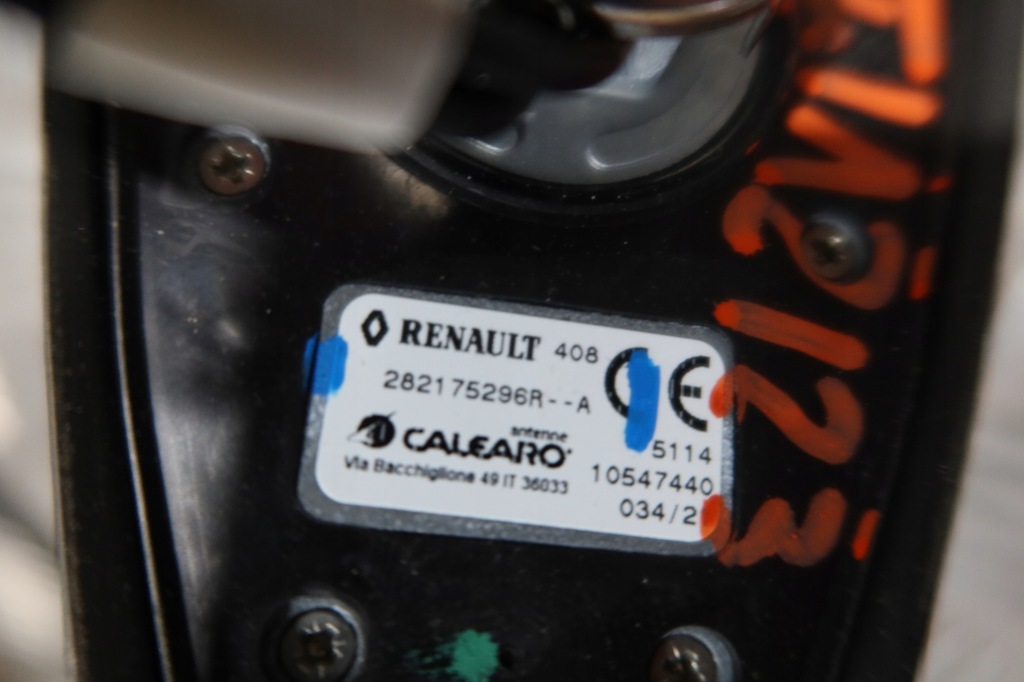 RENAULT 408
282175296R--A
CE
antenne
CALEARO
5114
Via Bacchiglione 49 IT 36033
10547440
034/2